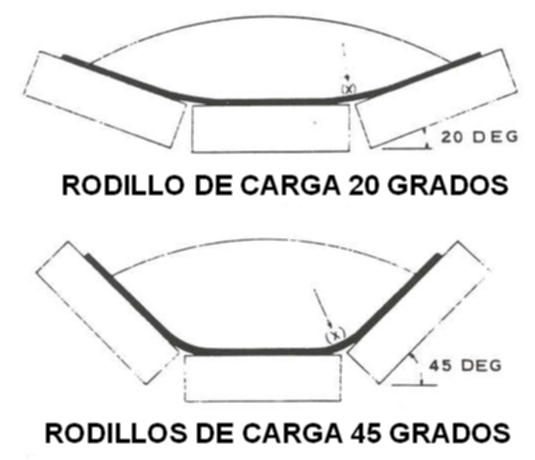 (x)
20 DEG
RODILLO DE CARGA 20 GRADOS
(x)
45 DEG
RODILLOS DE CARGA 45 GRADOS